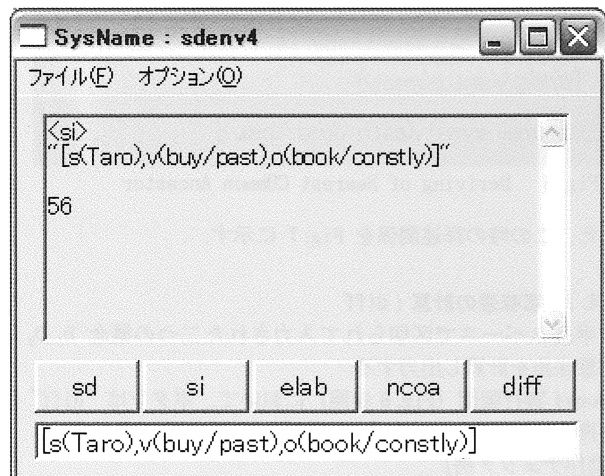 SysName : sdenv4
ファイル(F) オプション(O)
<si>
"[s(Taro),v(buy/past),o(book/constly)]"
56
sd si elab ncoa diff
[s(Taro),v(buy/past),o(book/constly)]